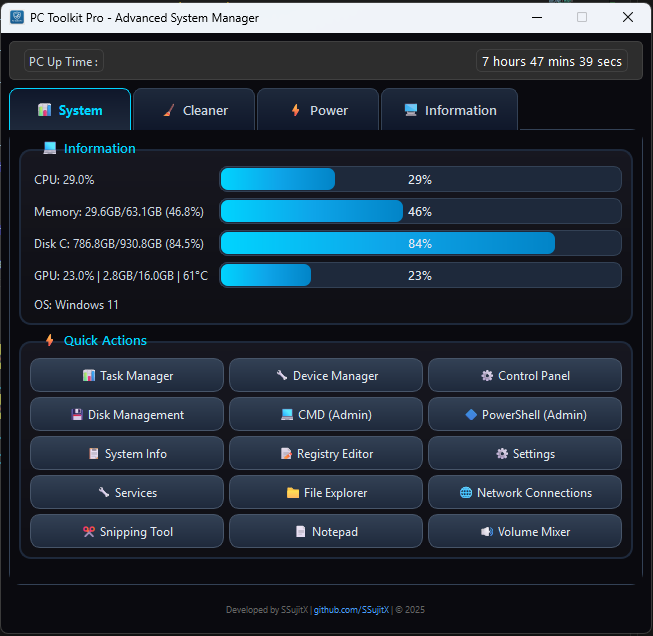 PC Toolkit Pro - Advanced System Manager
PC Up Time :
7 hours 47 mins 39 secs
System
Cleaner
Power
Information
Information
CPU: 29.0%
29%
Memory: 29.6GB/63.1GB (46.8%)
46%
Disk C: 786.8GB/930.8GB (84.5%)
84%
GPU: 23.0% | 2.8GB/16.0GB | 61°C
23%
OS: Windows 11
Quick Actions
Task Manager
Device Manager
Control Panel
Disk Management
CMD (Admin)
PowerShell (Admin)
System Info
Registry Editor
Settings
Services
File Explorer
Network Connections
Snipping Tool
Notepad
Volume Mixer
Developed by SSujitX | github.com/SSujitX | © 2025